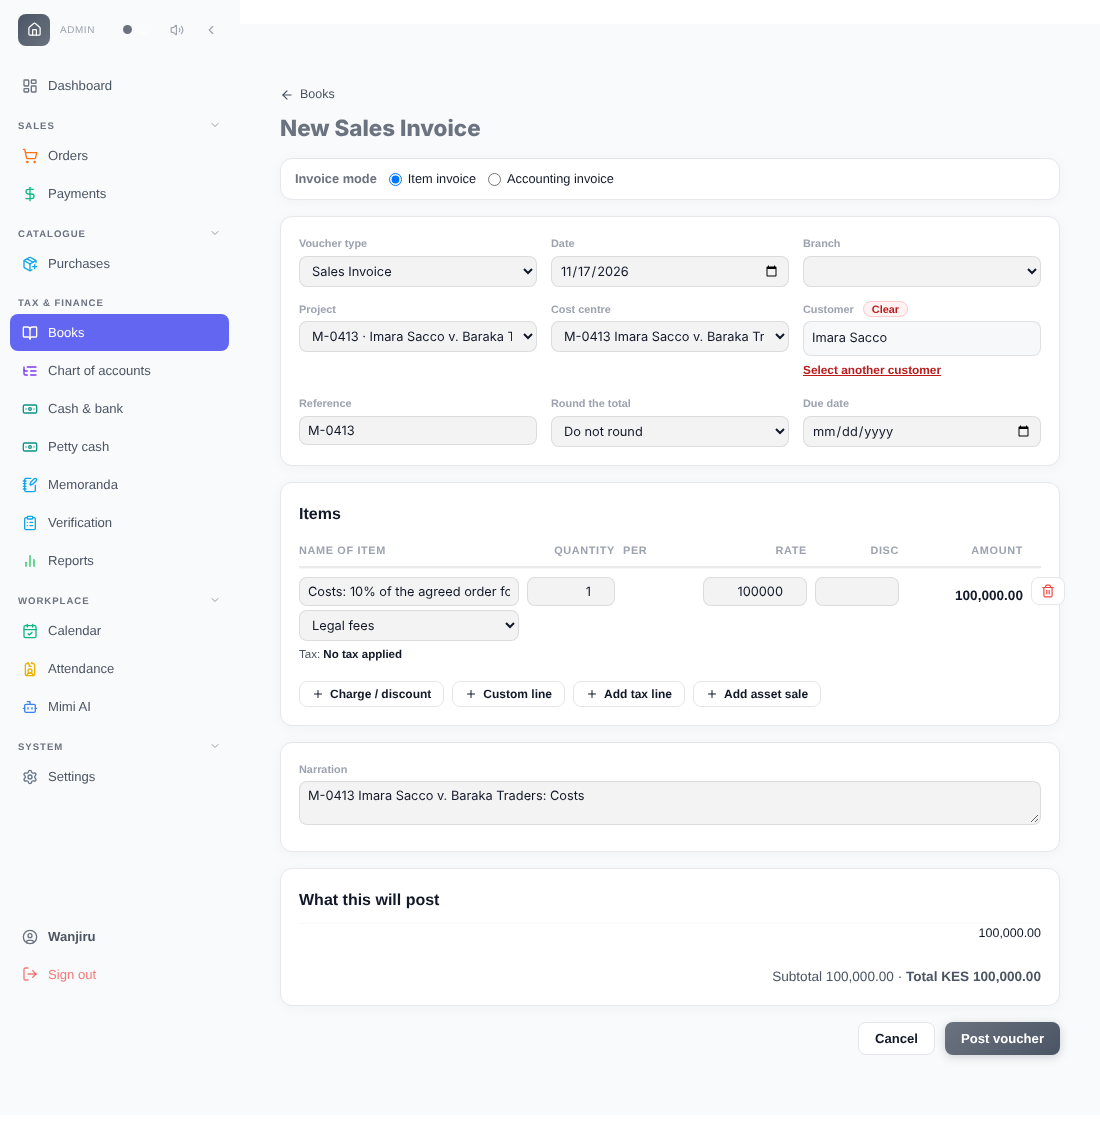 ADMIN
Dashboard
SALES
Orders
Payments
CATALOGUE
Purchases
TAX & FINANCE
Books
Chart of accounts
Cash & bank
Petty cash
Memoranda
Verification
Reports
WORKPLACE
Calendar
Attendance
Mimi AI
SYSTEM
Settings
Wanjiru
Sign out
Books
New Sales Invoice
Invoice mode Item invoice Accounting invoice
Voucher type Date Branch
Sales Invoice 11/17/2026
Project Cost centre Customer Clear
M-0413 · Imara Sacco v. Baraka T M-0413 Imara Sacco v. Baraka Tr Imara Sacco
Select another customer
Reference Round the total Due date
M-0413 Do not round mm/dd/yyyy
Items
NAME OF ITEM QUANTITY PER RATE DISC AMOUNT
Costs: 10% of the agreed order fo 1 100000 100,000.00
Legal fees
Tax: No tax applied
+ Charge / discount + Custom line + Add tax line + Add asset sale
Narration
M-0413 Imara Sacco v. Baraka Traders: Costs
What this will post
100,000.00
Subtotal 100,000.00 · Total KES 100,000.00
Cancel Post voucher